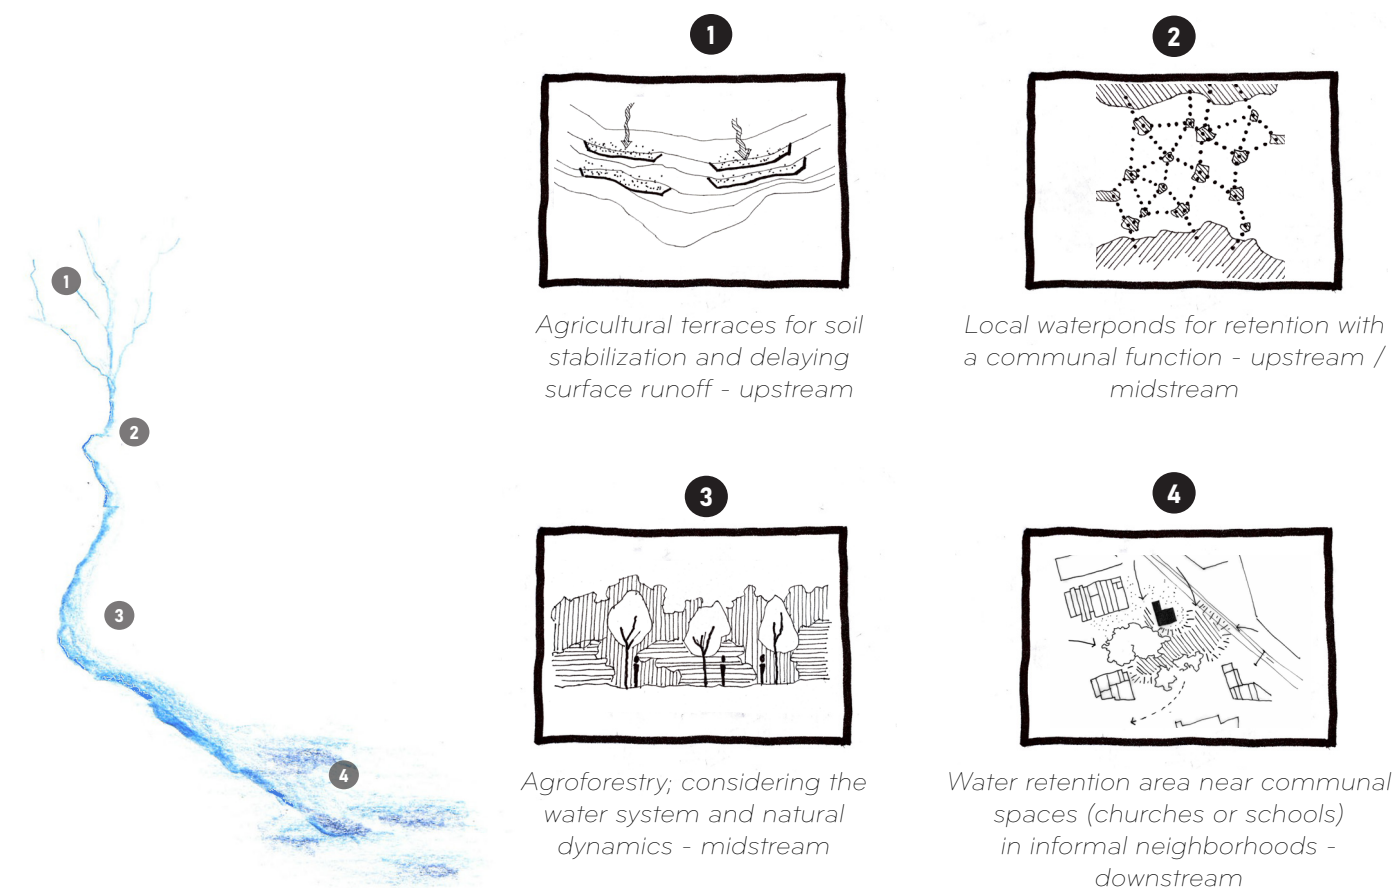 1
Agricultural terraces for soil
stabilization and delaying
surface runoff - upstream
2
Local waterponds for retention with
a communal function - upstream /
midstream
3
Agroforestry; considering the
water system and natural
dynamics - midstream
4
Water retention area near communal
spaces (churches or schools)
in informal neighborhoods -
downstream
1
2
3
4